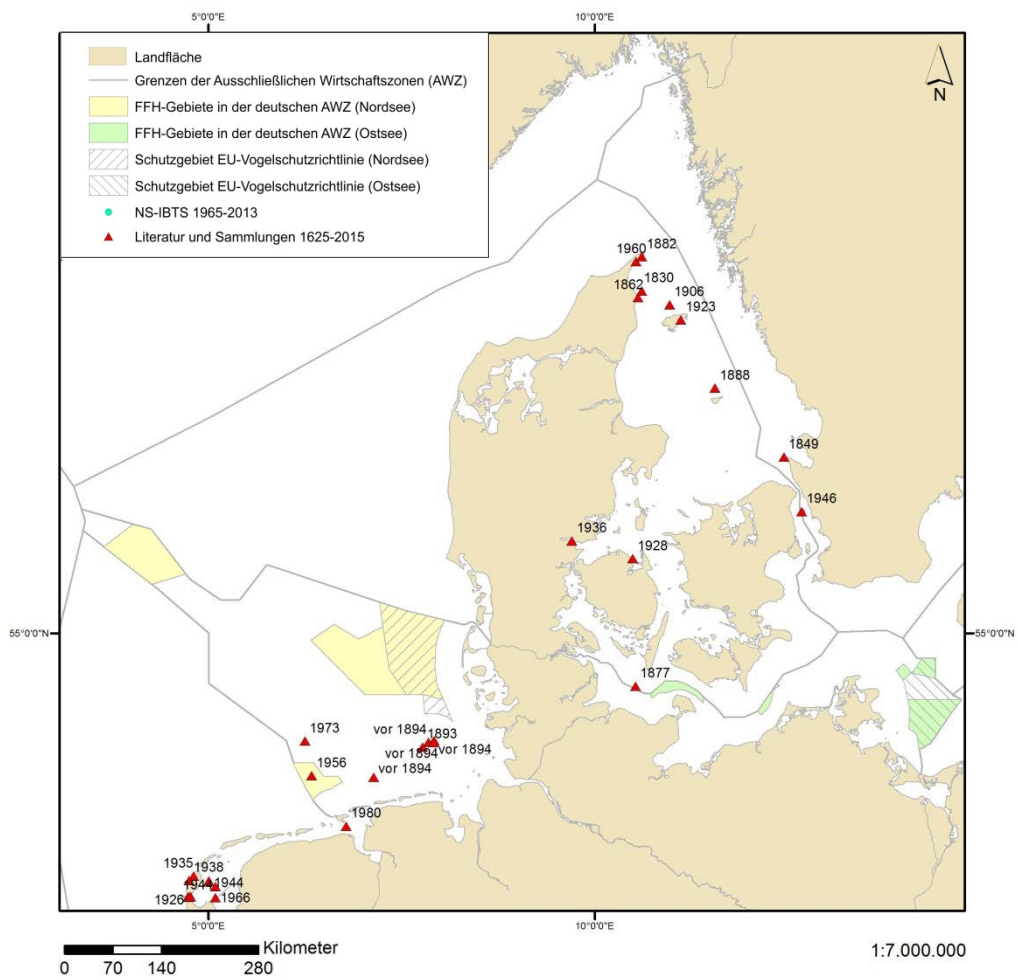 5°0'0"E
10°0'0"E
Landfläche
Grenzen der Ausschließlichen Wirtschaftszonen (AWZ)
FFH-Gebiete in der deutschen AWZ (Nordsee)
FFH-Gebiete in der deutschen AWZ (Ostsee)
Schutzgebiet EU-Vogelschutzrichtlinie (Nordsee)
Schutzgebiet EU-Vogelschutzrichtlinie (Ostsee)
NS-IBTS 1965-2013
Literatur und Sammlungen 1625-2015
N
1960
1882
1830
1862
1906
1923
1888
1849
1946
1936
1928
55°0'0"N
55°0'0"N
1877
1973
vor 1894
1893
vor 1894
vor 1894
1956
vor 1894
1980
1935
1938
1944
1944
1926
1966
5°0'0"E
10°0'0"E
Kilometer
0 70 140 280
1:7.000.000